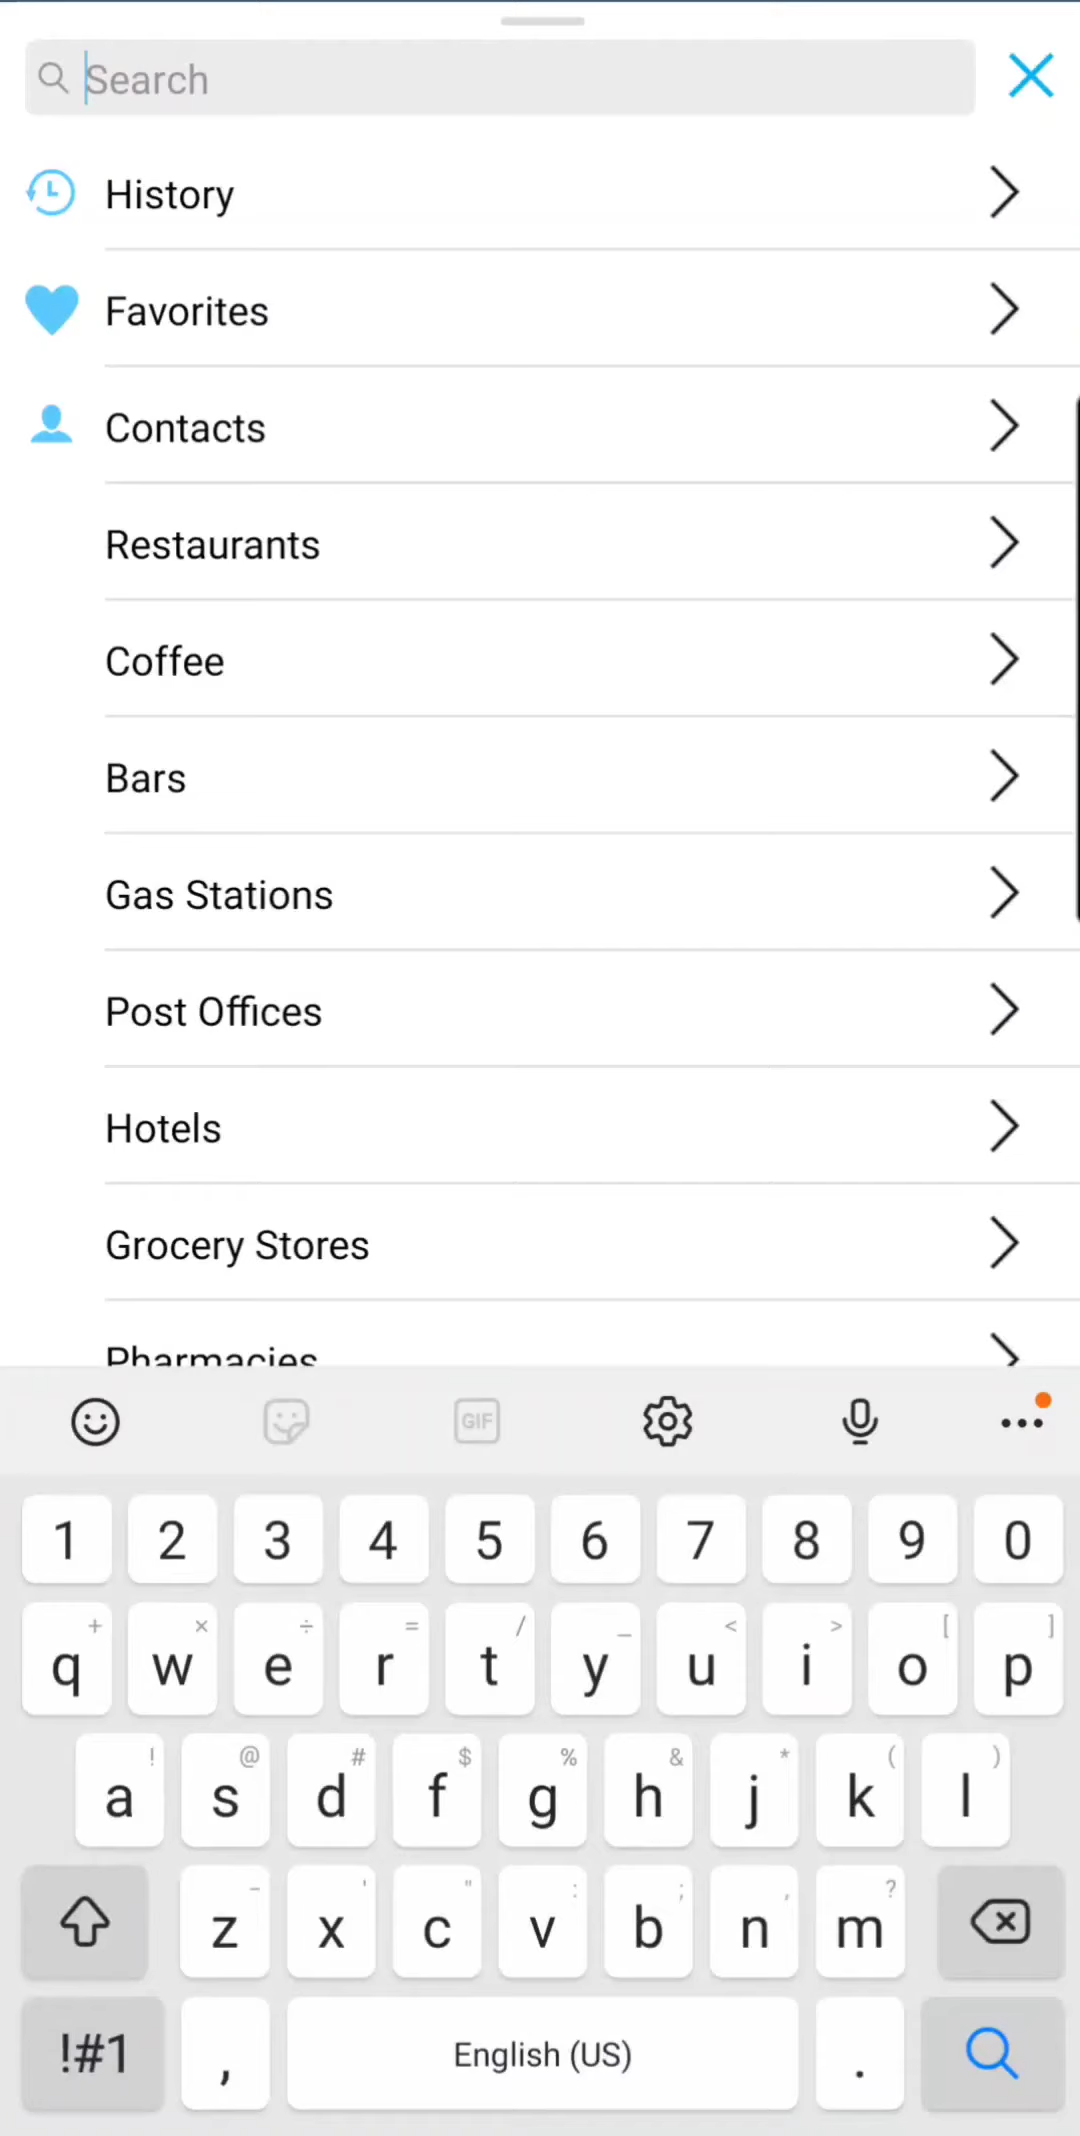 Search
History
Favorites
Contacts
Restaurants
Coffee
Bars
Gas Stations
Post Offices
Hotels
Grocery Stores
Pharmacies
GIF
1 2 3 4 5 6 7 8 9 0
+ × ÷ = / _ < > [ ]
q w e r t y u i o p
! @ # $ % & * ( )
a s d f g h j k l
- ' " : ; , ?
z x c v b n m
!#1 , English (US) .